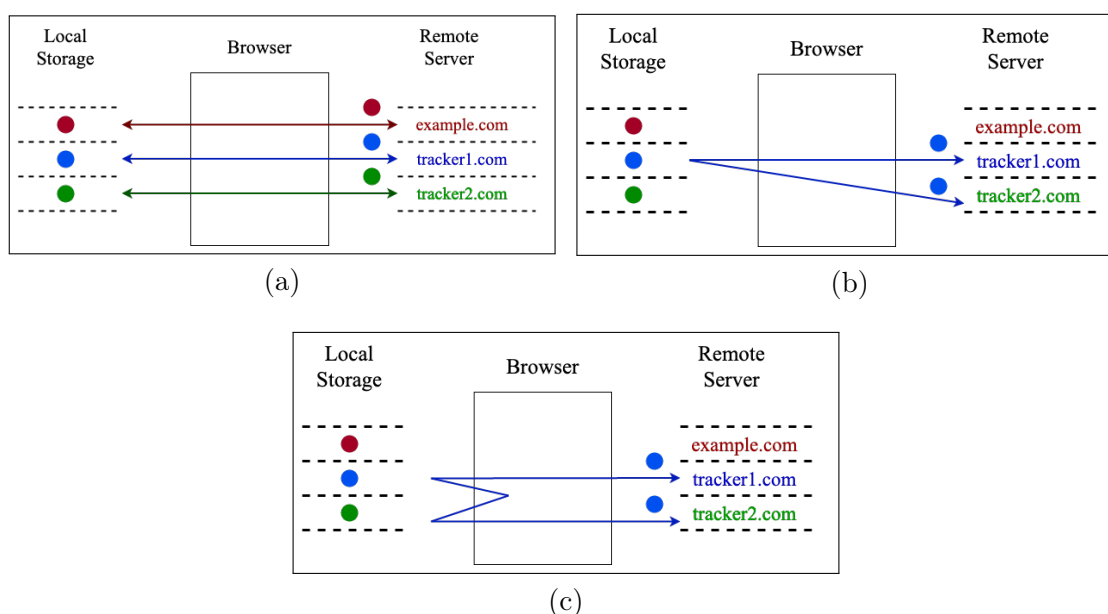 Local
Storage
Browser
Remote
Server
example.com
tracker1.com
tracker2.com
(a)
Local
Storage
Browser
Remote
Server
example.com
tracker1.com
tracker2.com
(b)
Local
Storage
Browser
Remote
Server
example.com
tracker1.com
tracker2.com
(c)